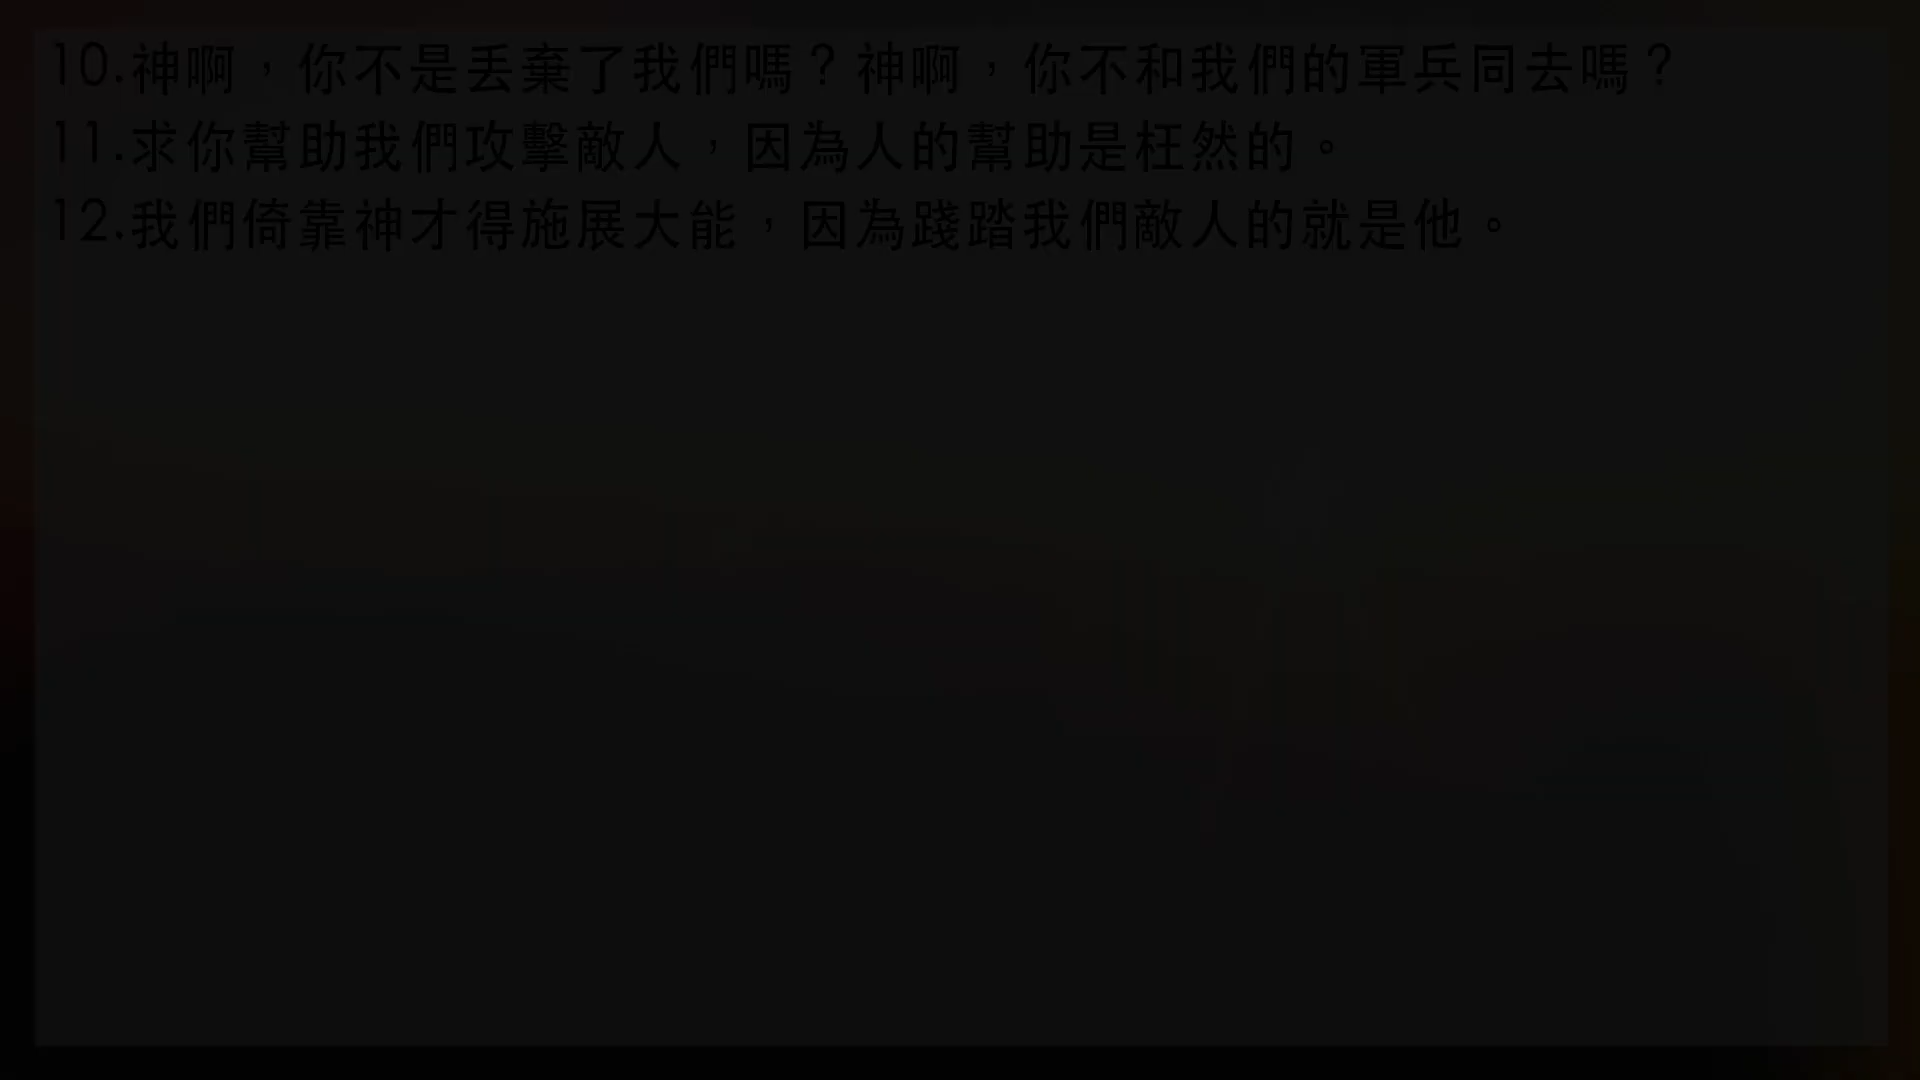 10.神啊，你不是丢棄了我們嗎？神啊，你不和我們的軍兵同去嗎？
11.求你幫助我們攻擊敵人，因為人的幫助是枉然的。
12.我們倚靠神才得施展大能，因為踐踏我們敵人的就是他。